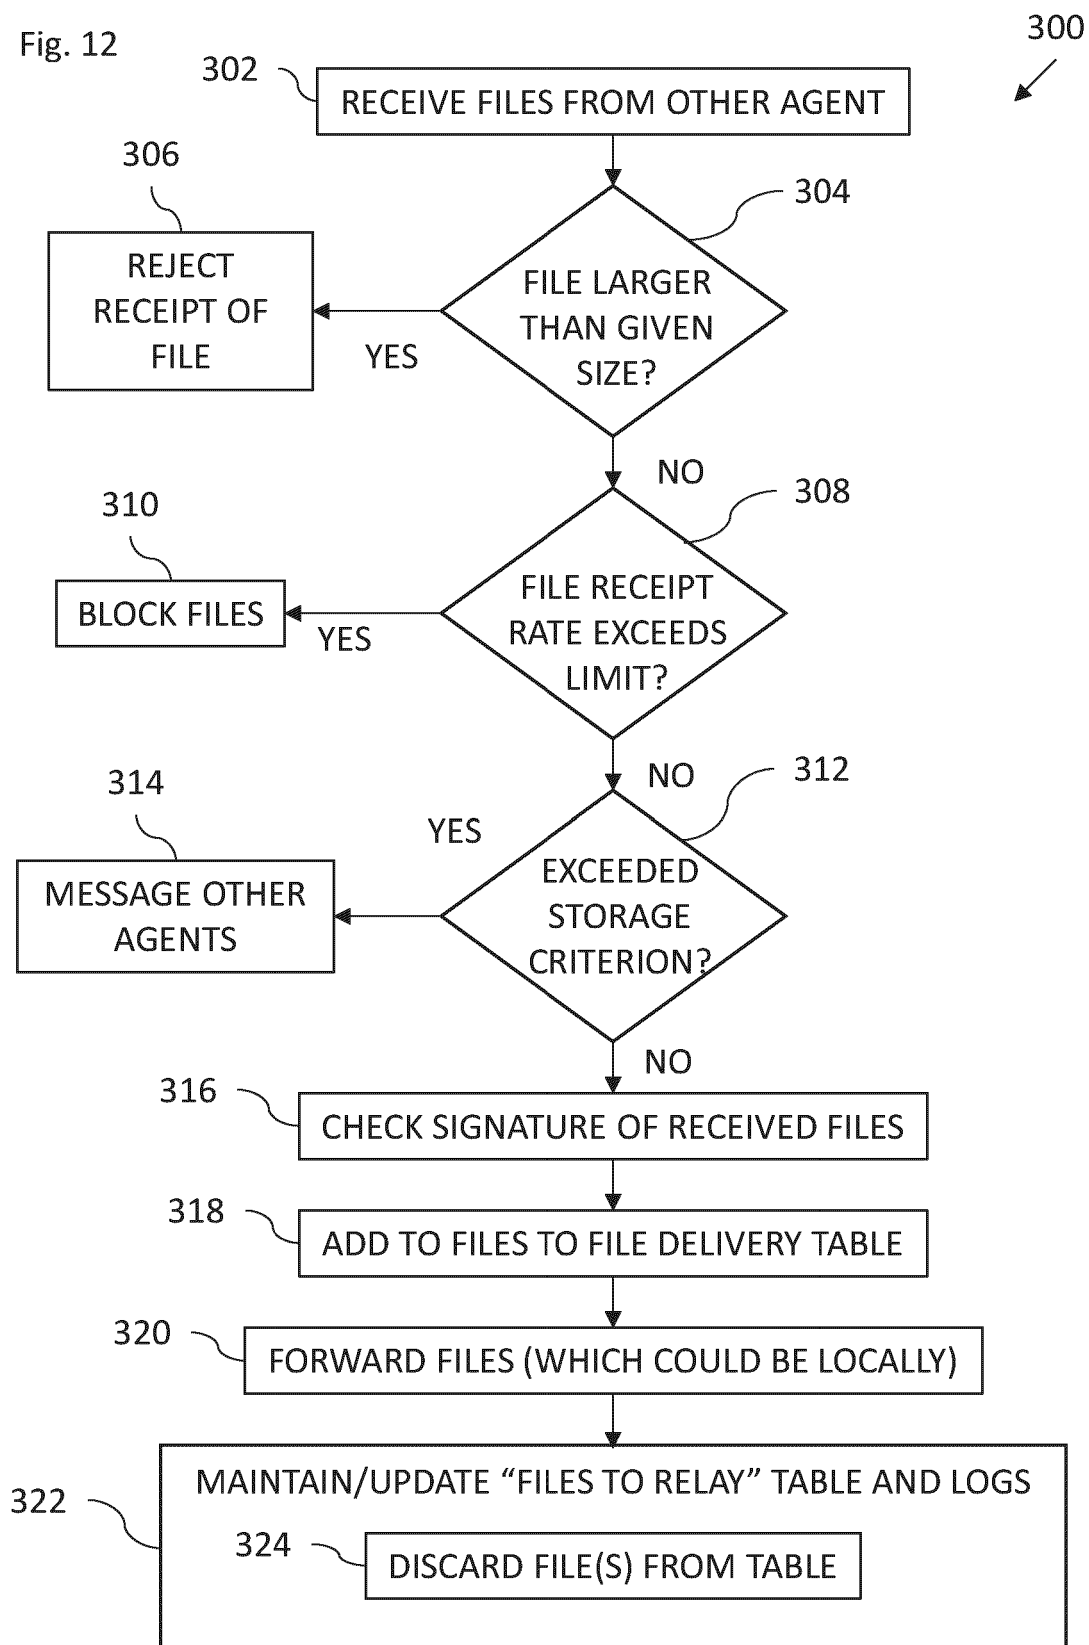 Fig. 12
300
302
RECEIVE FILES FROM OTHER AGENT
306
304
REJECT
RECEIPT OF
FILE
YES
FILE LARGER
THAN GIVEN
SIZE?
NO
310
308
BLOCK FILES
YES
FILE RECEIPT
RATE EXCEEDS
LIMIT?
NO
314
312
YES
MESSAGE OTHER
AGENTS
EXCEEDED
STORAGE
CRITERION?
NO
316
CHECK SIGNATURE OF RECEIVED FILES
318
ADD TO FILES TO FILE DELIVERY TABLE
320
FORWARD FILES (WHICH COULD BE LOCALLY)
322
MAINTAIN/UPDATE “FILES TO RELAY” TABLE AND LOGS
324
DISCARD FILE(S) FROM TABLE